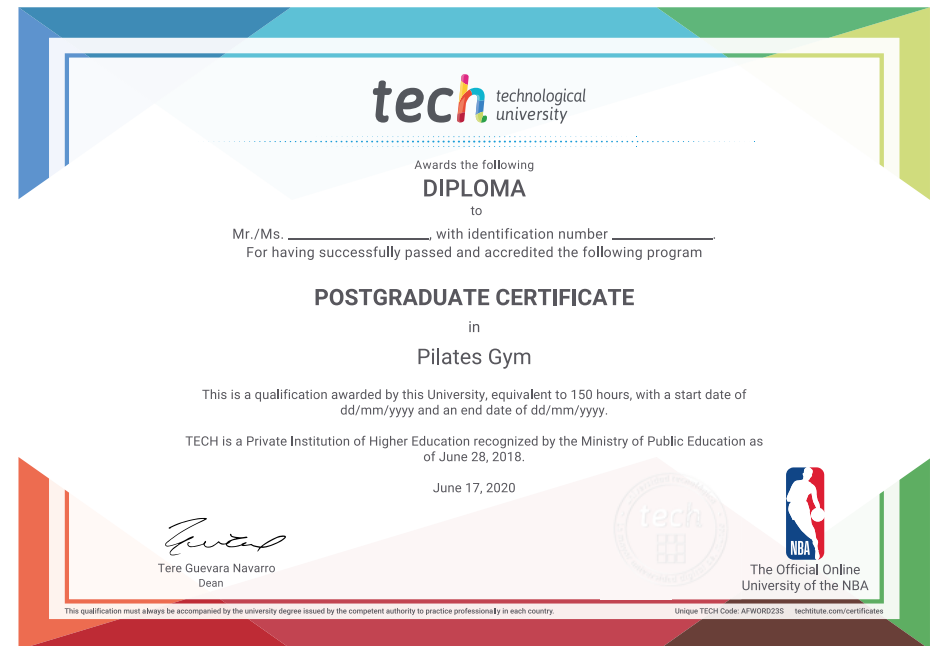 tech technological
university
Awards the following
DIPLOMA
to
Mr./Ms. , with identification number .
For having successfully passed and accredited the following program
POSTGRADUATE CERTIFICATE
in
Pilates Gym
This is a qualification awarded by this University, equivalent to 150 hours, with a start date of
dd/mm/yyyy and an end date of dd/mm/yyyy.
TECH is a Private Institution of Higher Education recognized by the Ministry of Public Education as
of June 28, 2018.
June 17, 2020
tech
Tere Guevara Navarro
Dean
NBA
The Official Online
University of the NBA
This qualification must always be accompanied by the university degree issued by the competent authority to practice professionally in each country.
Unique TECH Code: AFWORD23S techtitute.com/certificates